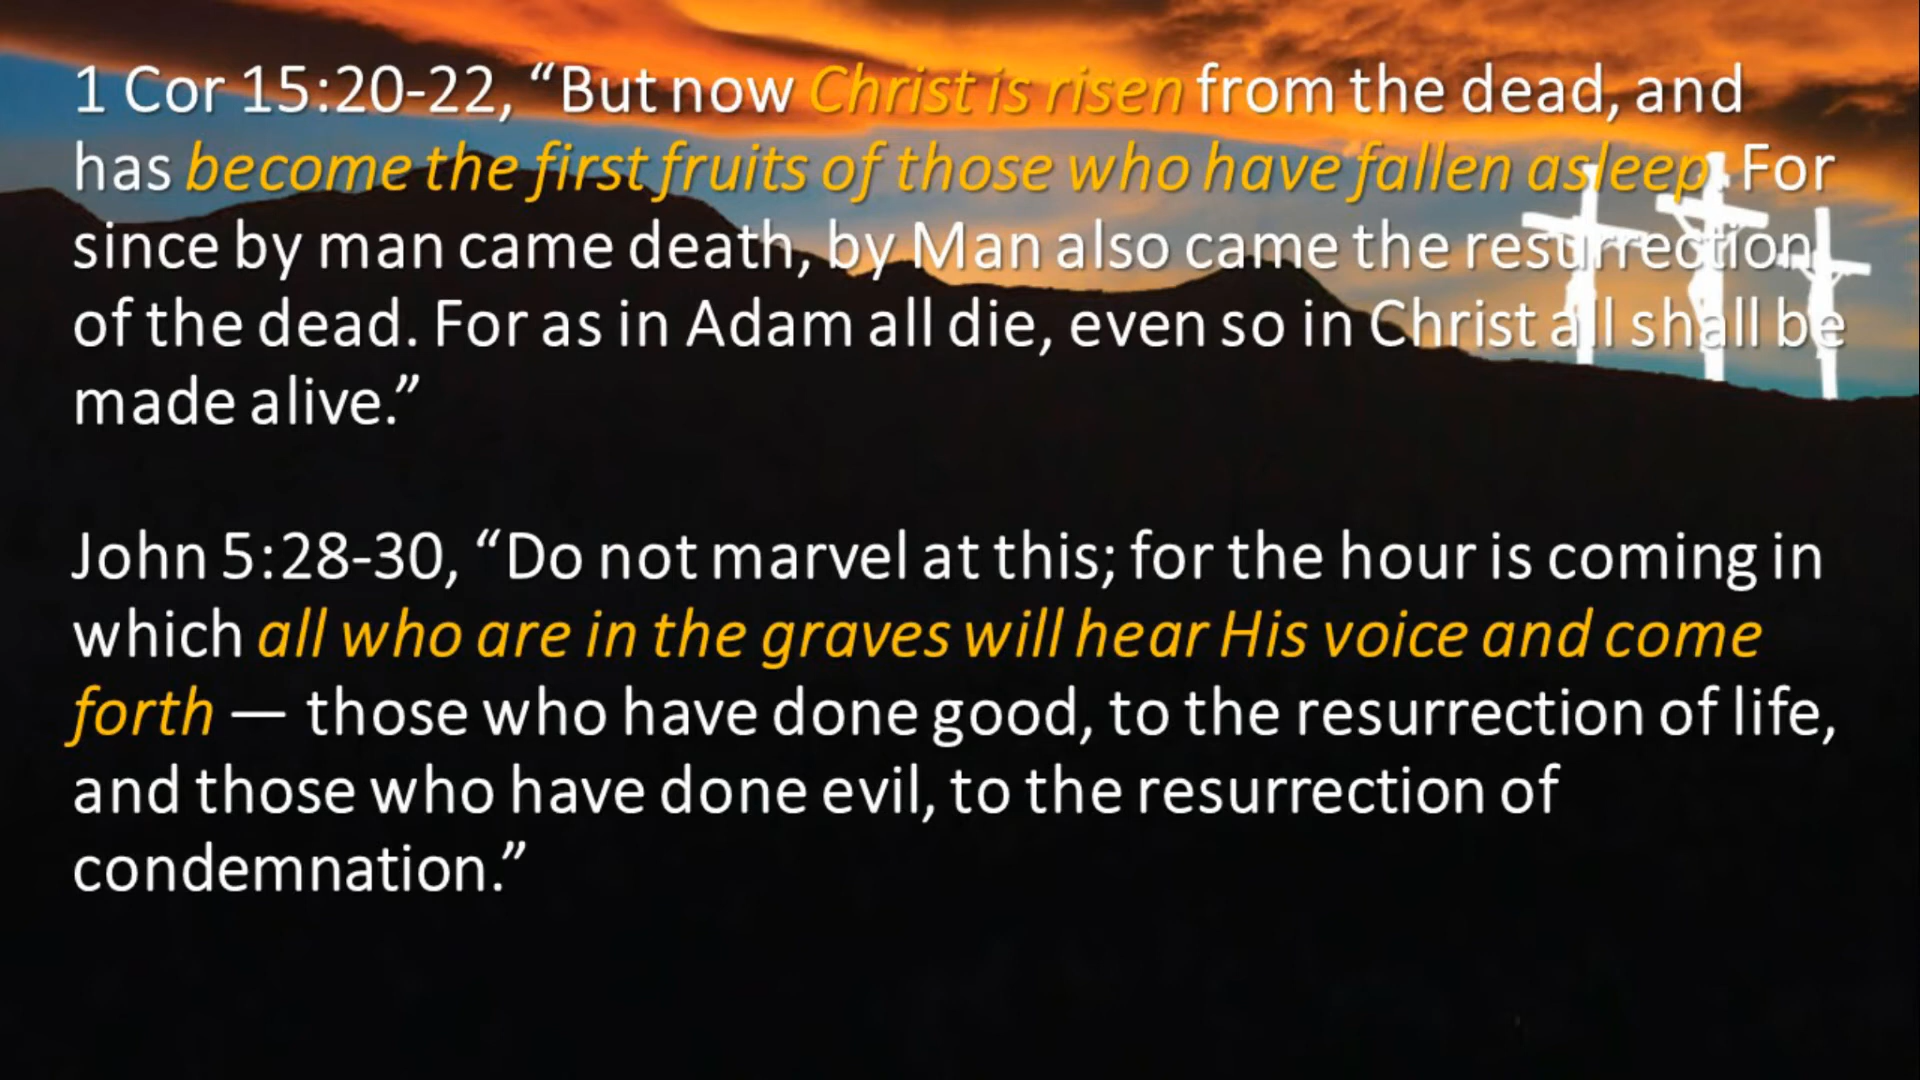 1 Cor 15:20-22, “But now Christ is risen from the dead, and
has become the first fruits of those who have fallen asleep. For
since by man came death, by Man also came the resurrection
of the dead. For as in Adam all die, even so in Christ all shall be
made alive.”
John 5:28-30, “Do not marvel at this; for the hour is coming in
which all who are in the graves will hear His voice and come
forth — those who have done good, to the resurrection of life,
and those who have done evil, to the resurrection of
condemnation.”